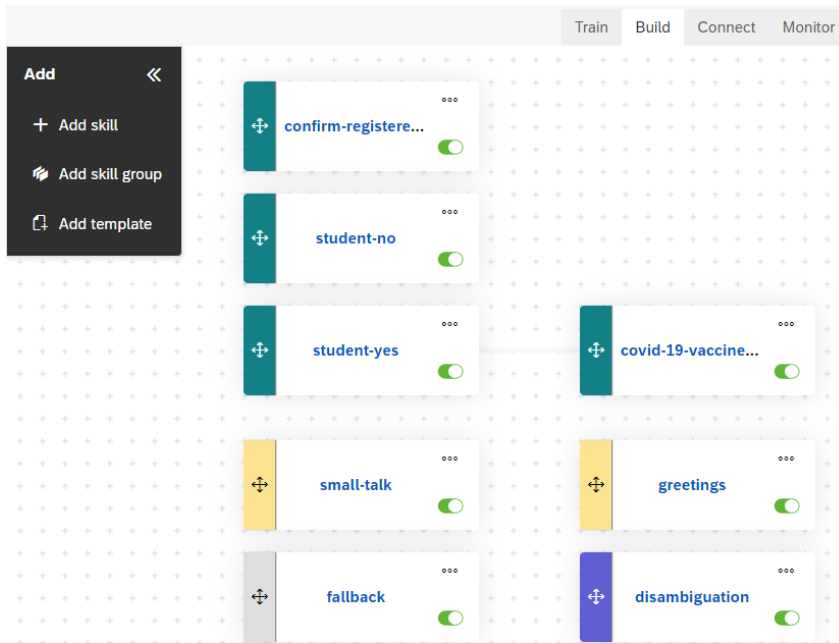 Train Build Connect Monitor
Add
Add skill
Add skill group
Add template
confirm-registere...
student-no
student-yes
covid-19-vaccine...
small-talk
greetings
fallback
disambiguation